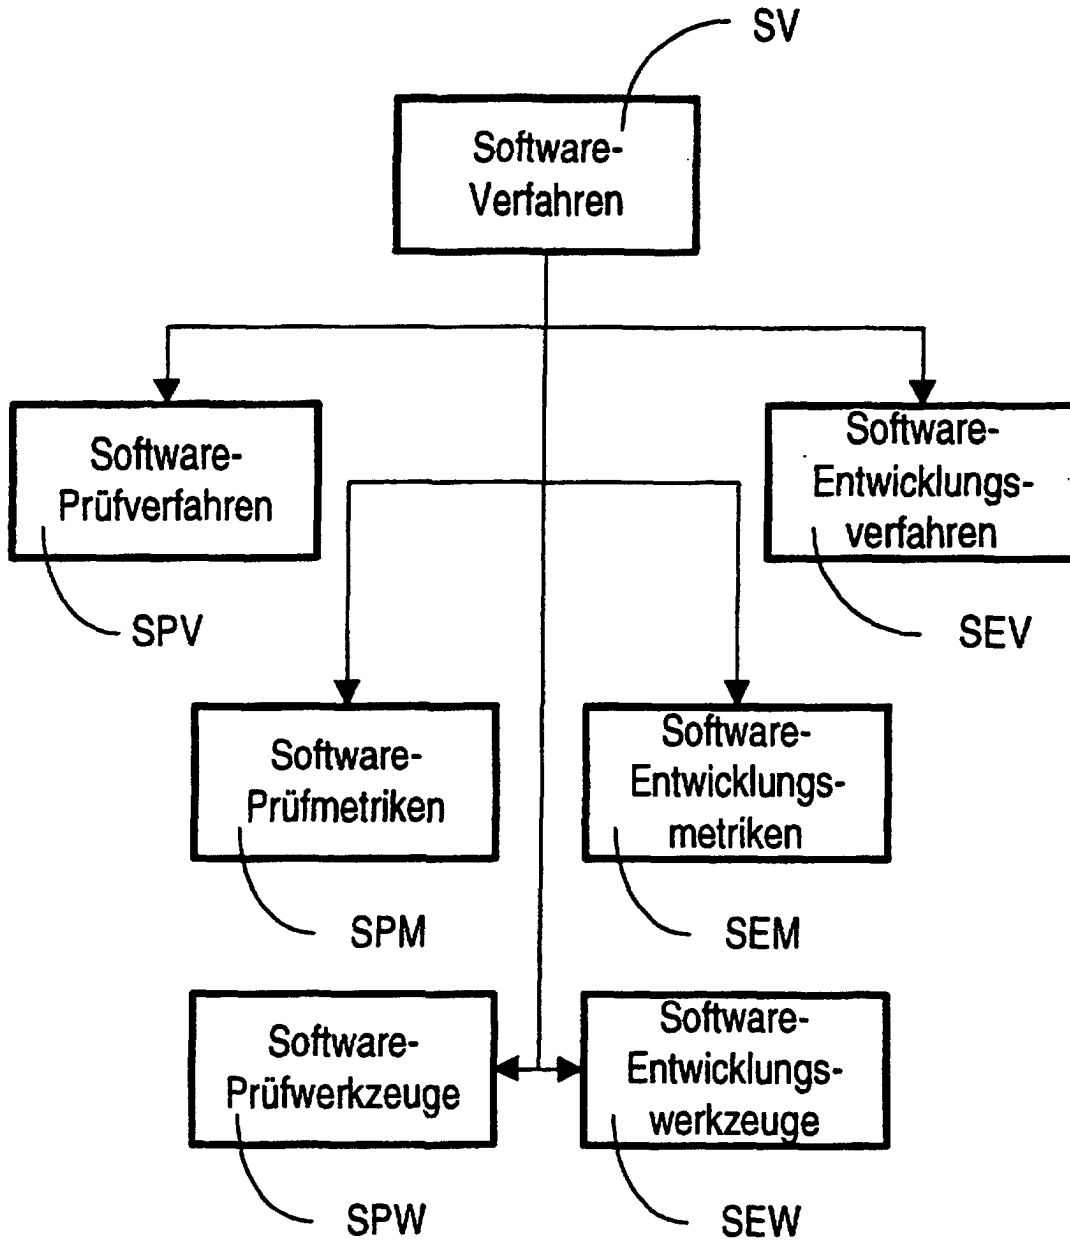 SV
Software-
Verfahren
Software-
Prüfverfahren
SPV
Software-
Entwicklungs-
verfahren
SEV
Software-
Prüfmetriken
SPM
Software-
Entwicklungs-
metriken
SEM
Software-
Prüfwerkzeuge
SPW
Software-
Entwicklungs-
werkzeuge
SEW